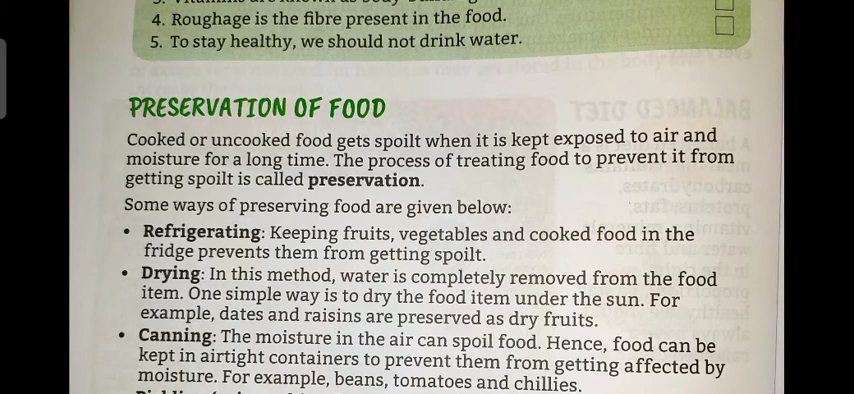 4. Roughage is the fibre present in the food.
5. To stay healthy, we should not drink water.
PRESERVATION OF FOOD
Cooked or uncooked food gets spoilt when it is kept exposed to air and
moisture for a long time. The process of treating food to prevent it from
getting spoilt is called preservation.
Some ways of preserving food are given below:
• Refrigerating: Keeping fruits, vegetables and cooked food in the
fridge prevents them from getting spoilt.
• Drying: In this method, water is completely removed from the food
item. One simple way is to dry the food item under the sun. For
example, dates and raisins are preserved as dry fruits.
• Canning: The moisture in the air can spoil food. Hence, food can be
kept in airtight containers to prevent them from getting affected by
moisture. For example, beans, tomatoes and chillies.